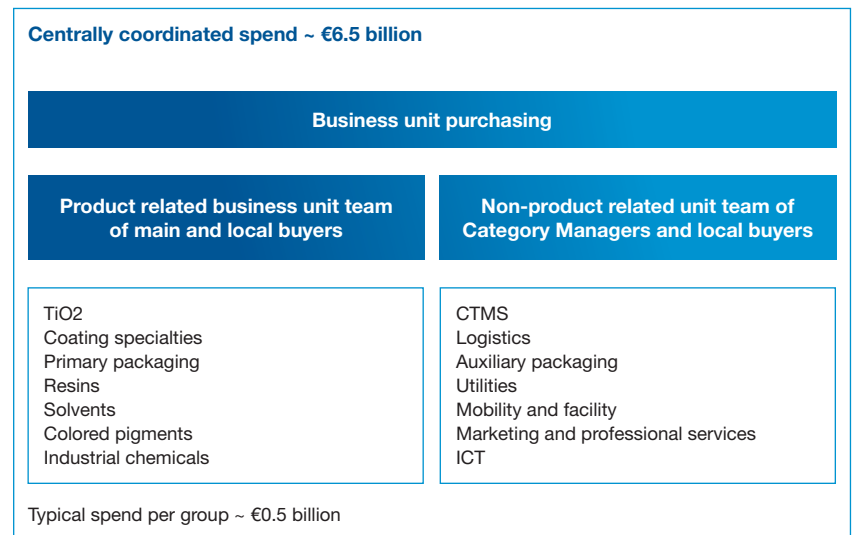 Centrally coordinated spend ~ €6.5 billion
Business unit purchasing
Product related business unit team
of main and local buyers
Non-product related unit team of
Category Managers and local buyers
TiO2
Coating specialties
Primary packaging
Resins
Solvents
Colored pigments
Industrial chemicals
CTMS
Logistics
Auxiliary packaging
Utilities
Mobility and facility
Marketing and professional services
ICT
Typical spend per group ~ €0.5 billion